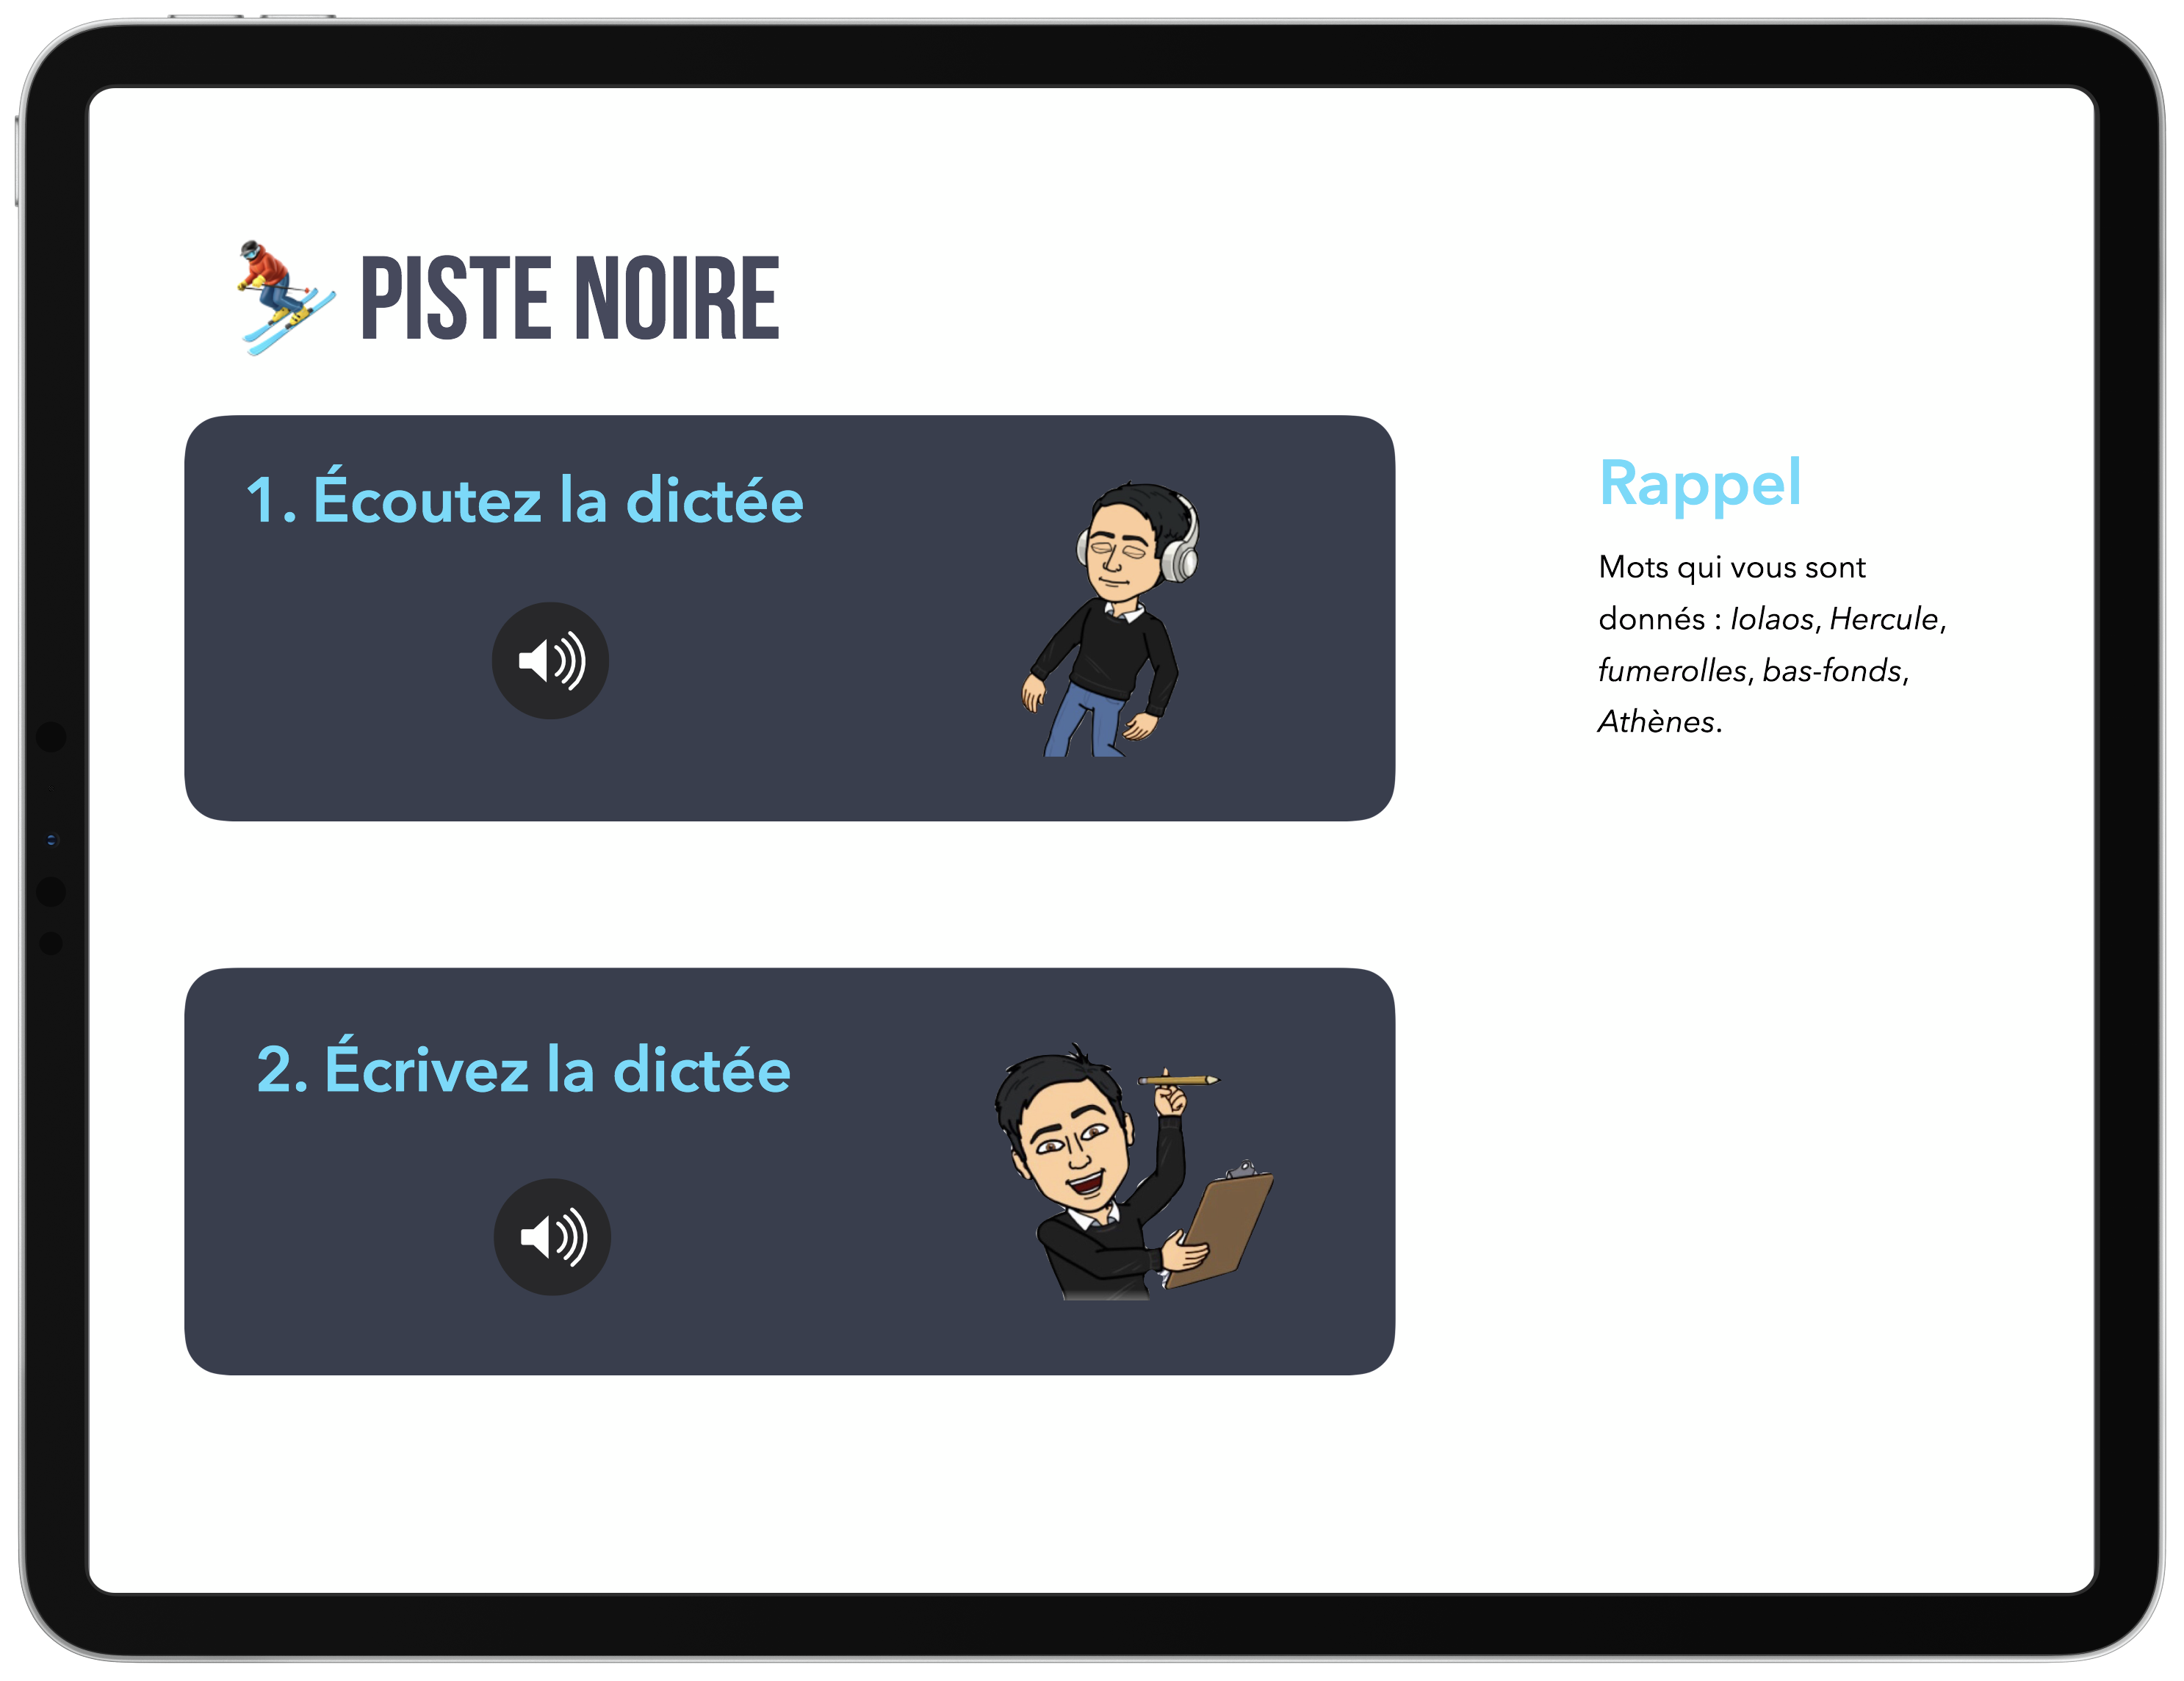 PISTE NOIRE
1. Écoutez la dictée
2. Écrivez la dictée
Rappel
Mots qui vous sont
donnés : Iolaos, Hercule,
fumerolles, bas-fonds,
Athènes.